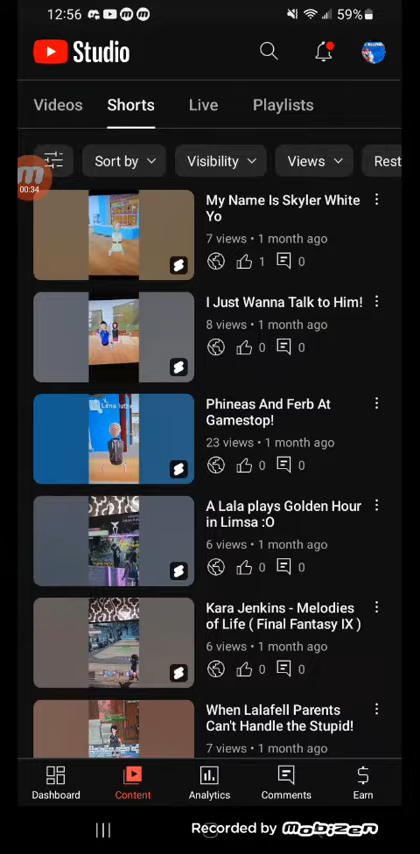 12:56
59%
Studio
Videos
Shorts
Live
Playlists
Sort by
Visibility
Views
Rest
00:34
My Name Is Skyler White
Yo
7 views • 1 month ago
1
0
I Just Wanna Talk to Him!
8 views • 1 month ago
0
0
Phineas And Ferb At
Gamestop!
23 views • 1 month ago
0
0
A Lala plays Golden Hour
in Limsa :O
6 views • 1 month ago
0
0
Kara Jenkins - Melodies
of Life ( Final Fantasy IX )
6 views • 1 month ago
0
0
When Lalafell Parents
Can't Handle the Stupid!
7 views • 1 month ago
Dashboard
Content
Analytics
Comments
Earn
Recorded by Mobizen